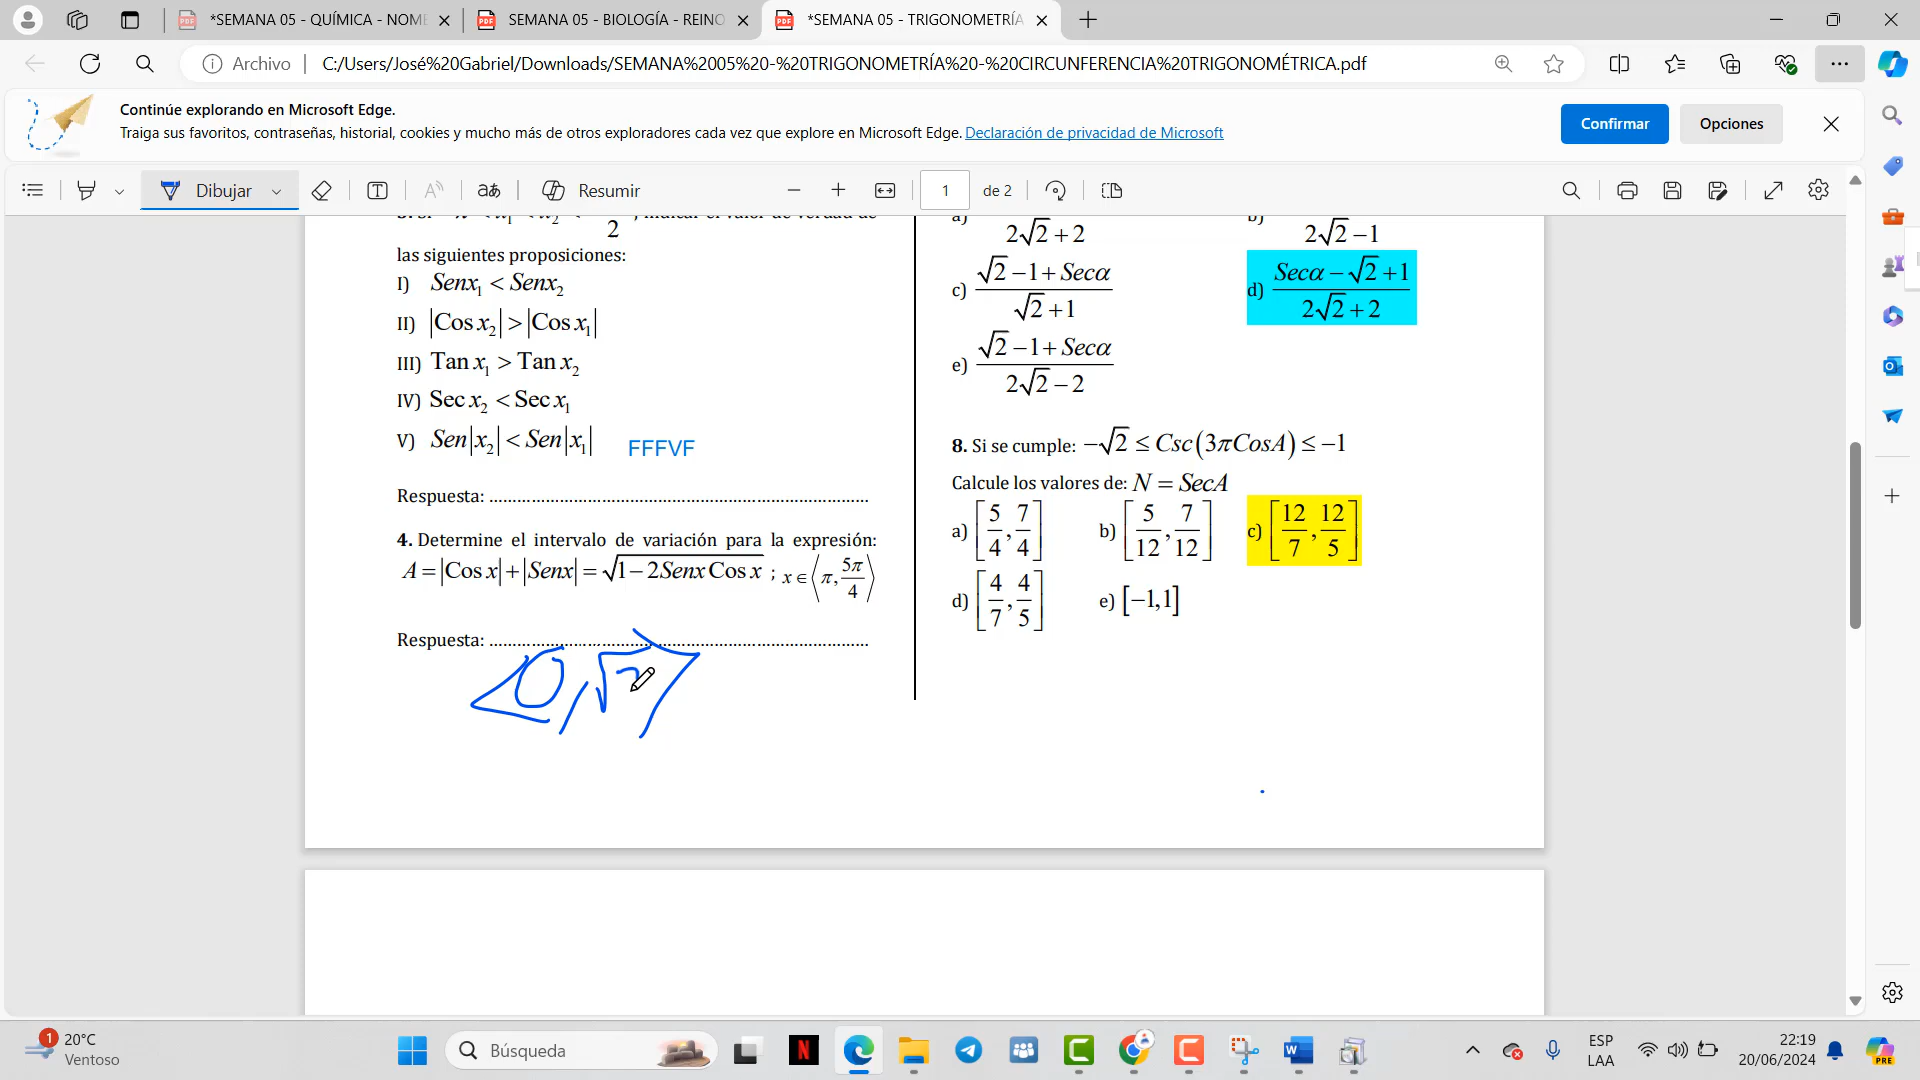 *SEMANA 05 - QUÍMICA - NOM
SEMANA 05 - BIOLOGÍA - REINO
*SEMANA 05 - TRIGONOMETRÍA
Archivo
C:/Users/José%20Gabriel/Downloads/SEMANA%2005%20-%20TRIGONOMETRÍA%20-%20CIRCUNFERENCIA%20TRIGONOMÉTRICA.pdf
Continúe explorando en Microsoft Edge.
Traiga sus favoritos, contraseñas, historial, cookies y mucho más de otros exploradores cada vez que explore en Microsoft Edge. Declaración de privacidad de Microsoft
Confirmar
Opciones
Dibujar
aあ
Resumir
1 de 2
2
las siguientes proposiciones:
I) Senx₁ < Senx₂
II) |Cos x₂| > |Cos x₁|
III) Tan x₁ > Tan x₂
IV) Sec x₂ < Sec x₁
V) Sen|x₂| < Sen|x₁| FFFVF
Respuesta: ................................................................................
4. Determine el intervalo de variación para la expresión:
A = |Cos x| + |Senx| = √(1 − 2Senx Cos x) ; x ∈ ⟨π, 5π/4⟩
Respuesta: ................................................................................
<0, √2>
a)
2√2 + 2
b)
2√2 − 1
c) (√2 − 1 + Secα)/(√2 + 1)
d) (Secα − √2 + 1)/(2√2 + 2)
e) (√2 − 1 + Secα)/(2√2 − 2)
8. Si se cumple: −√2 ≤ Csc(3πCosA) ≤ −1
Calcule los valores de: N = SecA
a) [5/4, 7/4] b) [5/12, 7/12] c) [12/7, 12/5]
d) [4/7, 4/5] e) [−1,1]
1
20°C
Ventoso
Búsqueda
N
ESP
LAA
22:19
20/06/2024
PRE